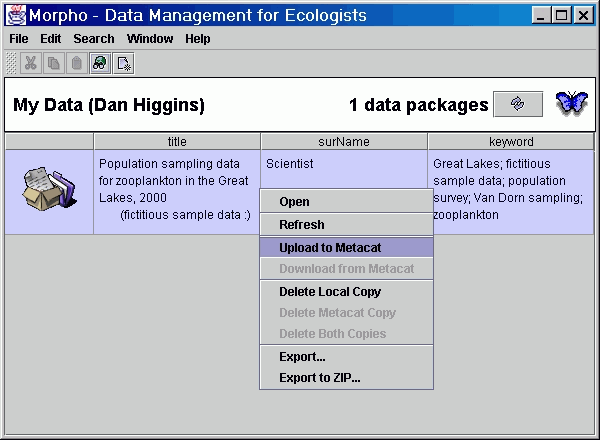 Morpho - Data Management for Ecologists
File Edit Search Window Help
My Data (Dan Higgins) 1 data packages
title surName keyword
Population sampling data
for zooplankton in the Great
Lakes, 2000
(fictitious sample data :)
Scientist
Great Lakes; fictitious
sample data; population
survey; Van Dorn sampling;
zooplankton
Open
Refresh
Upload to Metacat
Download from Metacat
Delete Local Copy
Delete Metacat Copy
Delete Both Copies
Export...
Export to ZIP...